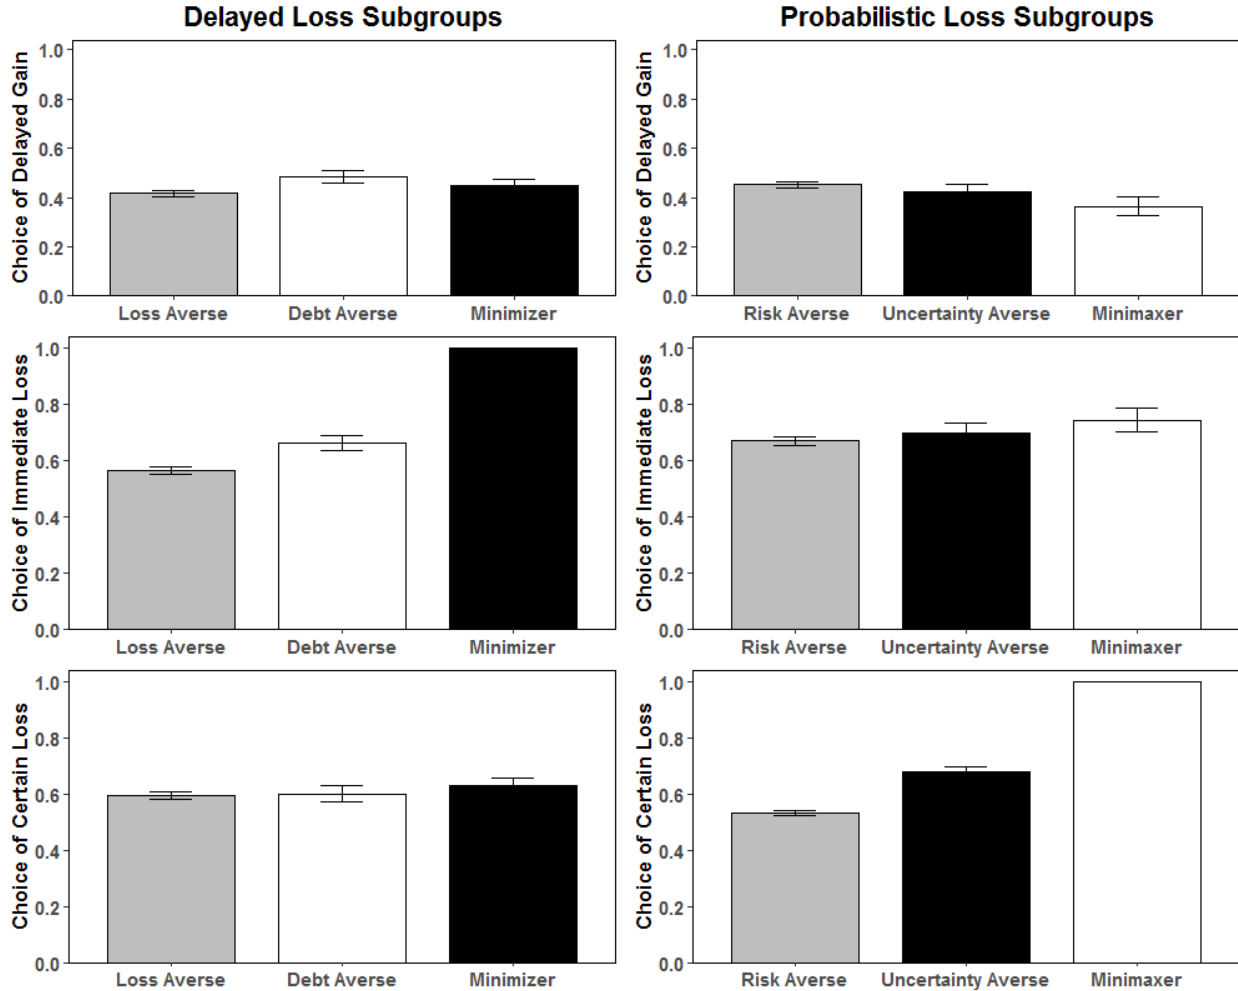 Delayed Loss Subgroups
Probabilistic Loss Subgroups
Choice of Delayed Gain
1.0
0.8
0.6
0.4
0.2
0.0
Loss Averse Debt Averse Minimizer
Choice of Delayed Gain
1.0
0.8
0.6
0.4
0.2
0.0
Risk Averse Uncertainty Averse Minimaxer
Choice of Immediate Loss
1.0
0.8
0.6
0.4
0.2
0.0
Loss Averse Debt Averse Minimizer
Choice of Immediate Loss
1.0
0.8
0.6
0.4
0.2
0.0
Risk Averse Uncertainty Averse Minimaxer
Choice of Certain Loss
1.0
0.8
0.6
0.4
0.2
0.0
Loss Averse Debt Averse Minimizer
Choice of Certain Loss
1.0
0.8
0.6
0.4
0.2
0.0
Risk Averse Uncertainty Averse Minimaxer